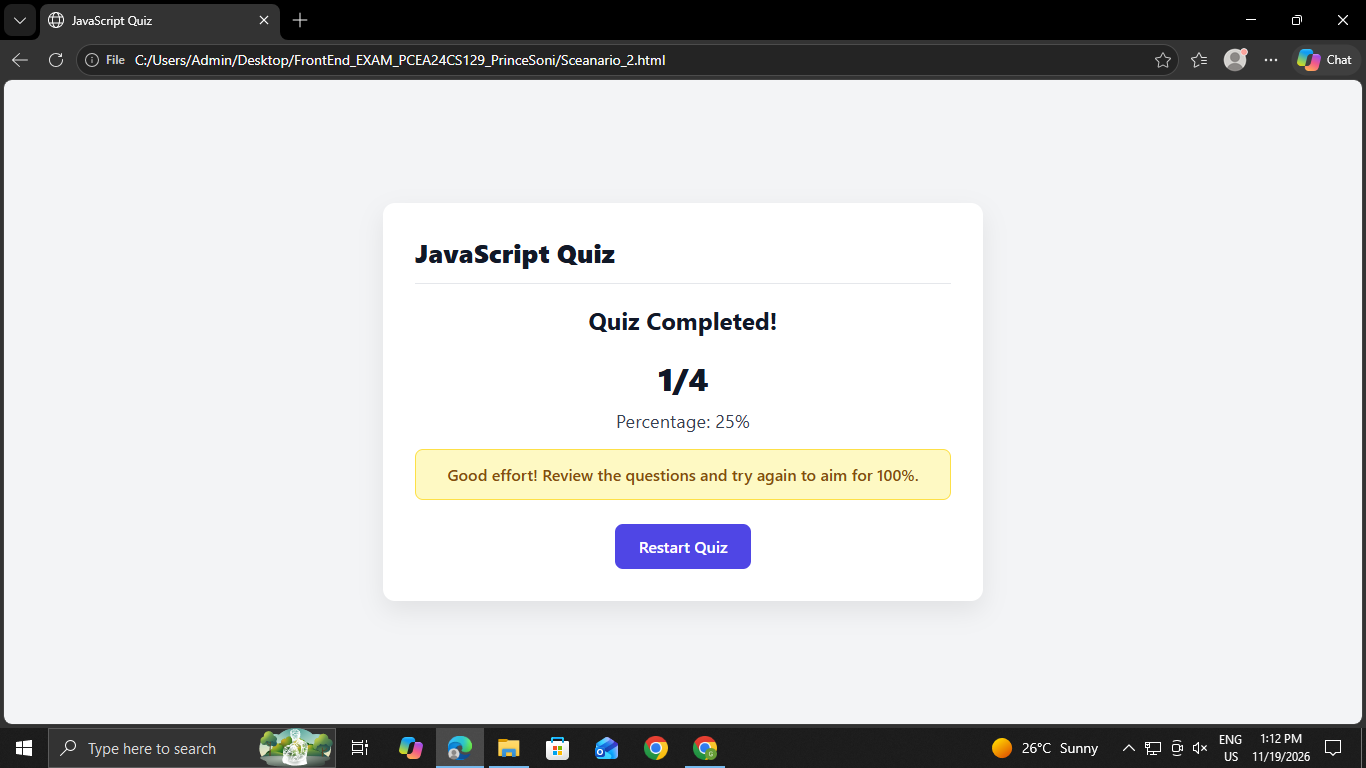 JavaScript Quiz
File C:/Users/Admin/Desktop/FrontEnd_EXAM_PCEA24CS129_PrinceSoni/Sceanario_2.html
Chat
JavaScript Quiz
Quiz Completed!
1/4
Percentage: 25%
Good effort! Review the questions and try again to aim for 100%.
Restart Quiz
Type here to search
26°C Sunny
ENG
US
1:12 PM
11/19/2026